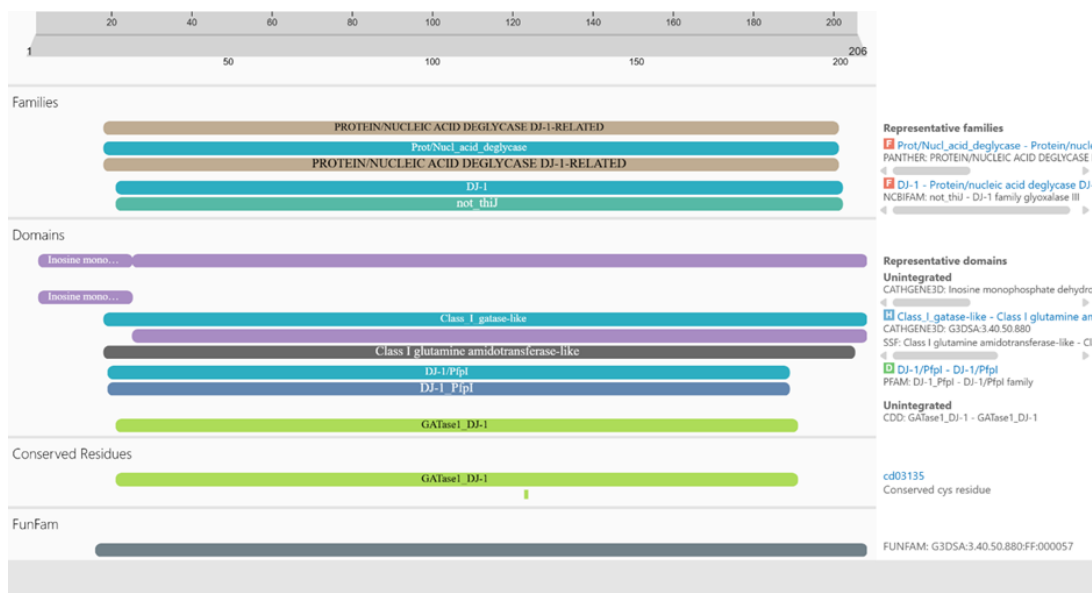 20 40 60 80 100 120 140 160 180 200
1 206
50 100 150 200
Families
PROTEIN/NUCLEIC ACID DEGLYCASE DJ-1-RELATED
Prot/Nucl_acid_deglycase
PROTEIN/NUCLEIC ACID DEGLYCASE DJ-1-RELATED
DJ-1
not_thiJ
Representative families
F Prot/Nucl_acid_deglycase - Protein/nucle
PANTHER: PROTEIN/NUCLEIC ACID DEGLYCASE
F DJ-1 - Protein/nucleic acid deglycase DJ-
NCBIFAM: not_thiJ - DJ-1 family glyoxalase III
Domains
Inosine mono…
Inosine mono…
Class_I_gatase-like
Class I glutamine amidotransferase-like
DJ-1/PfpI
DJ-1_PfpI
GATase1_DJ-1
Representative domains
Unintegrated
CATHGENE3D: Inosine monophosphate dehydro
H Class_I_gatase-like - Class I glutamine am
CATHGENE3D: G3DSA:3.40.50.880
SSF: Class I glutamine amidotransferase-like - Cl
D DJ-1/PfpI - DJ-1/PfpI
PFAM: DJ-1_PfpI - DJ-1/PfpI family
Unintegrated
CDD: GATase1_DJ-1 - GATase1_DJ-1
Conserved Residues
GATase1_DJ-1
cd03135
Conserved cys residue
FunFam
FUNFAM: G3DSA:3.40.50.880:FF:000057